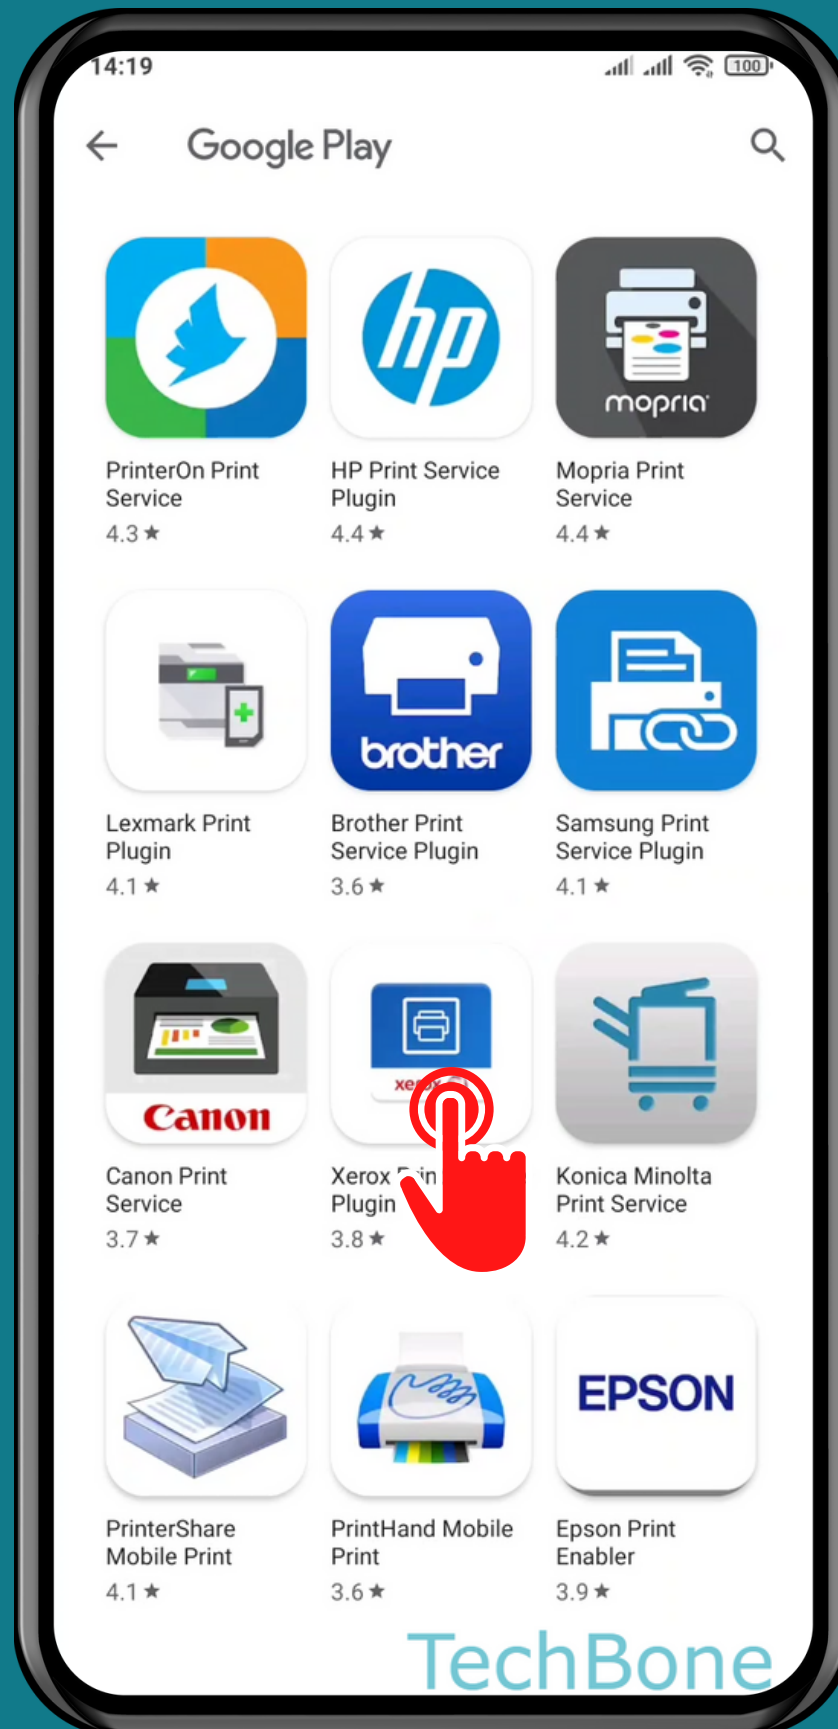 14:19
100
Google Play
hp
mopria
PrinterOn Print
Service
4.3 ★
HP Print Service
Plugin
4.4 ★
Mopria Print
Service
4.4 ★
brother
Lexmark Print
Plugin
4.1 ★
Brother Print
Service Plugin
3.6 ★
Samsung Print
Service Plugin
4.1 ★
Canon
Canon Print
Service
3.7 ★
Xerox
Plugin
3.8 ★
Konica Minolta
Print Service
4.2 ★
EPSON
PrinterShare
Mobile Print
4.1 ★
PrintHand Mobile
Print
3.6 ★
Epson Print
Enabler
3.9 ★
TechBone